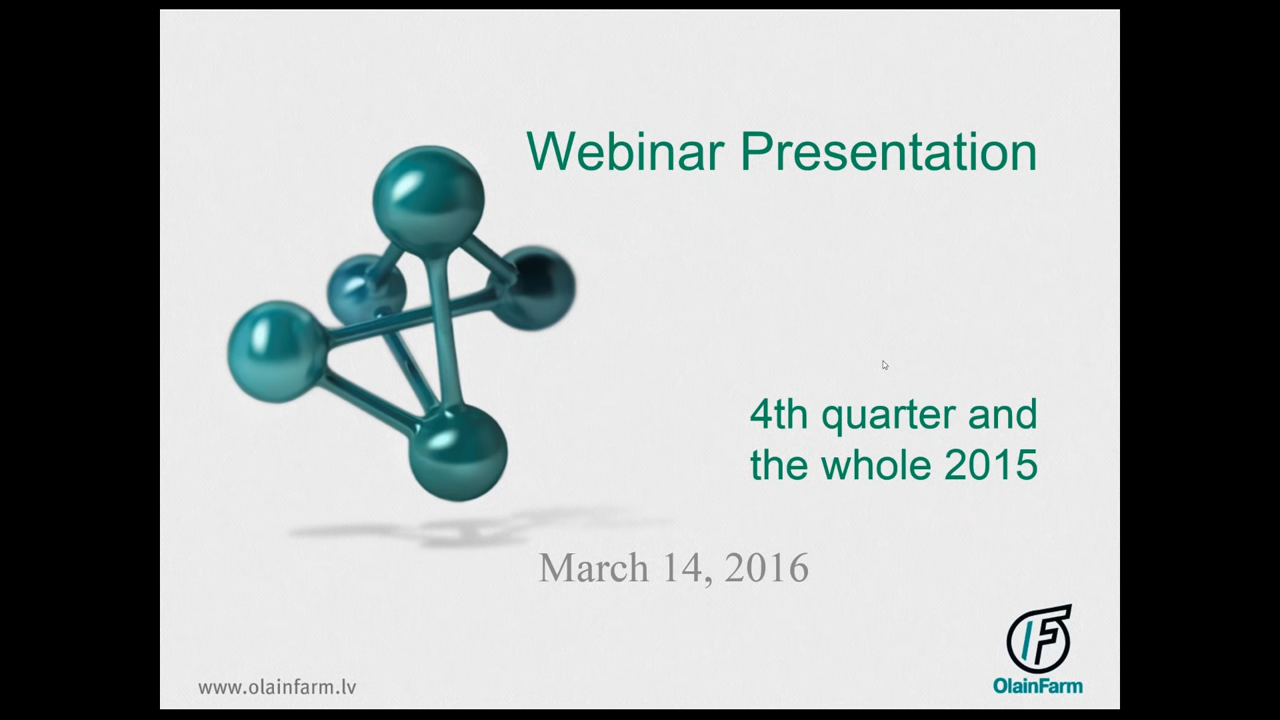 Webinar Presentation
4th quarter and
the whole 2015
March 14, 2016
www.olainfarm.lv
OlainFarm